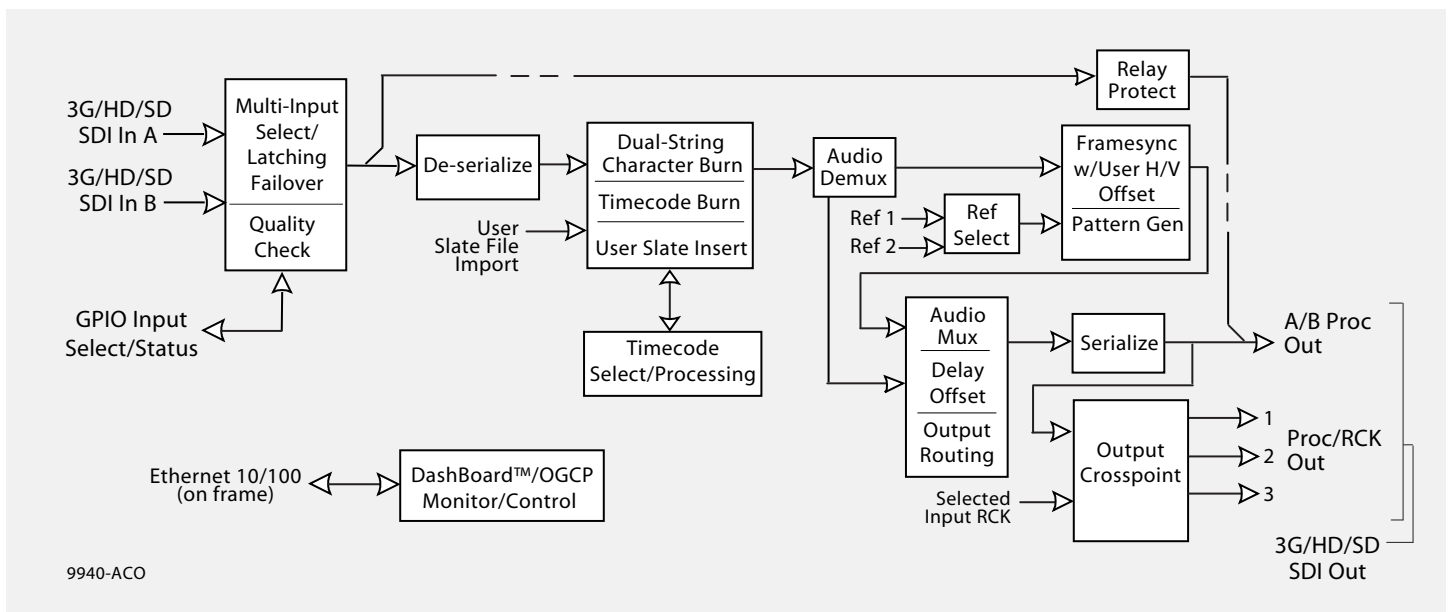 3G/HD/SD
SDI In A
3G/HD/SD
SDI In B
Multi-Input
Select/
Latching
Failover
Quality
Check
GPIO Input
Select/Status
De-serialize
User
Slate File
Import
Dual-String
Character Burn
Timecode Burn
User Slate Insert
Timecode
Select/Processing
Audio
Demux
Ref 1
Ref 2
Ref
Select
Relay
Protect
Framesync
w/User H/V
Offset
Pattern Gen
Audio
Mux
Delay
Offset
Output
Routing
Serialize
A/B Proc
Out
Selected
Input RCK
Output
Crosspoint
1
2
3
Proc/RCK
Out
3G/HD/SD
SDI Out
Ethernet 10/100
(on frame)
DashBoard™/OGCP
Monitor/Control
9940-ACO